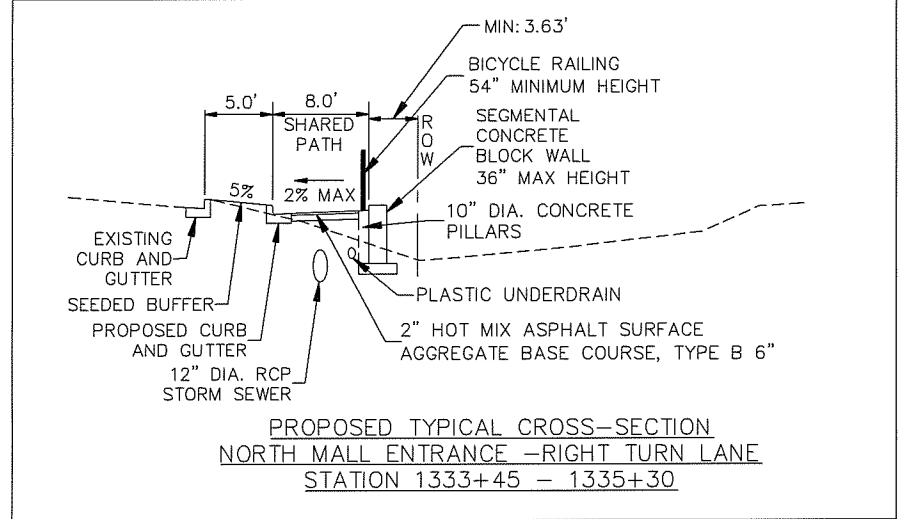 MIN: 3.63'
BICYCLE RAILING
54" MINIMUM HEIGHT
5.0'
8.0'
SHARED
PATH
ROW
SEGMENTAL
CONCRETE
BLOCK WALL
36" MAX HEIGHT
5%
2% MAX
10" DIA. CONCRETE
PILLARS
EXISTING
CURB AND
GUTTER
SEEDED BUFFER
PLASTIC UNDERDRAIN
PROPOSED CURB
AND GUTTER
2" HOT MIX ASPHALT SURFACE
AGGREGATE BASE COURSE, TYPE B 6"
12" DIA. RCP
STORM SEWER
PROPOSED TYPICAL CROSS-SECTION
NORTH MALL ENTRANCE -RIGHT TURN LANE
STATION 1333+45 - 1335+30